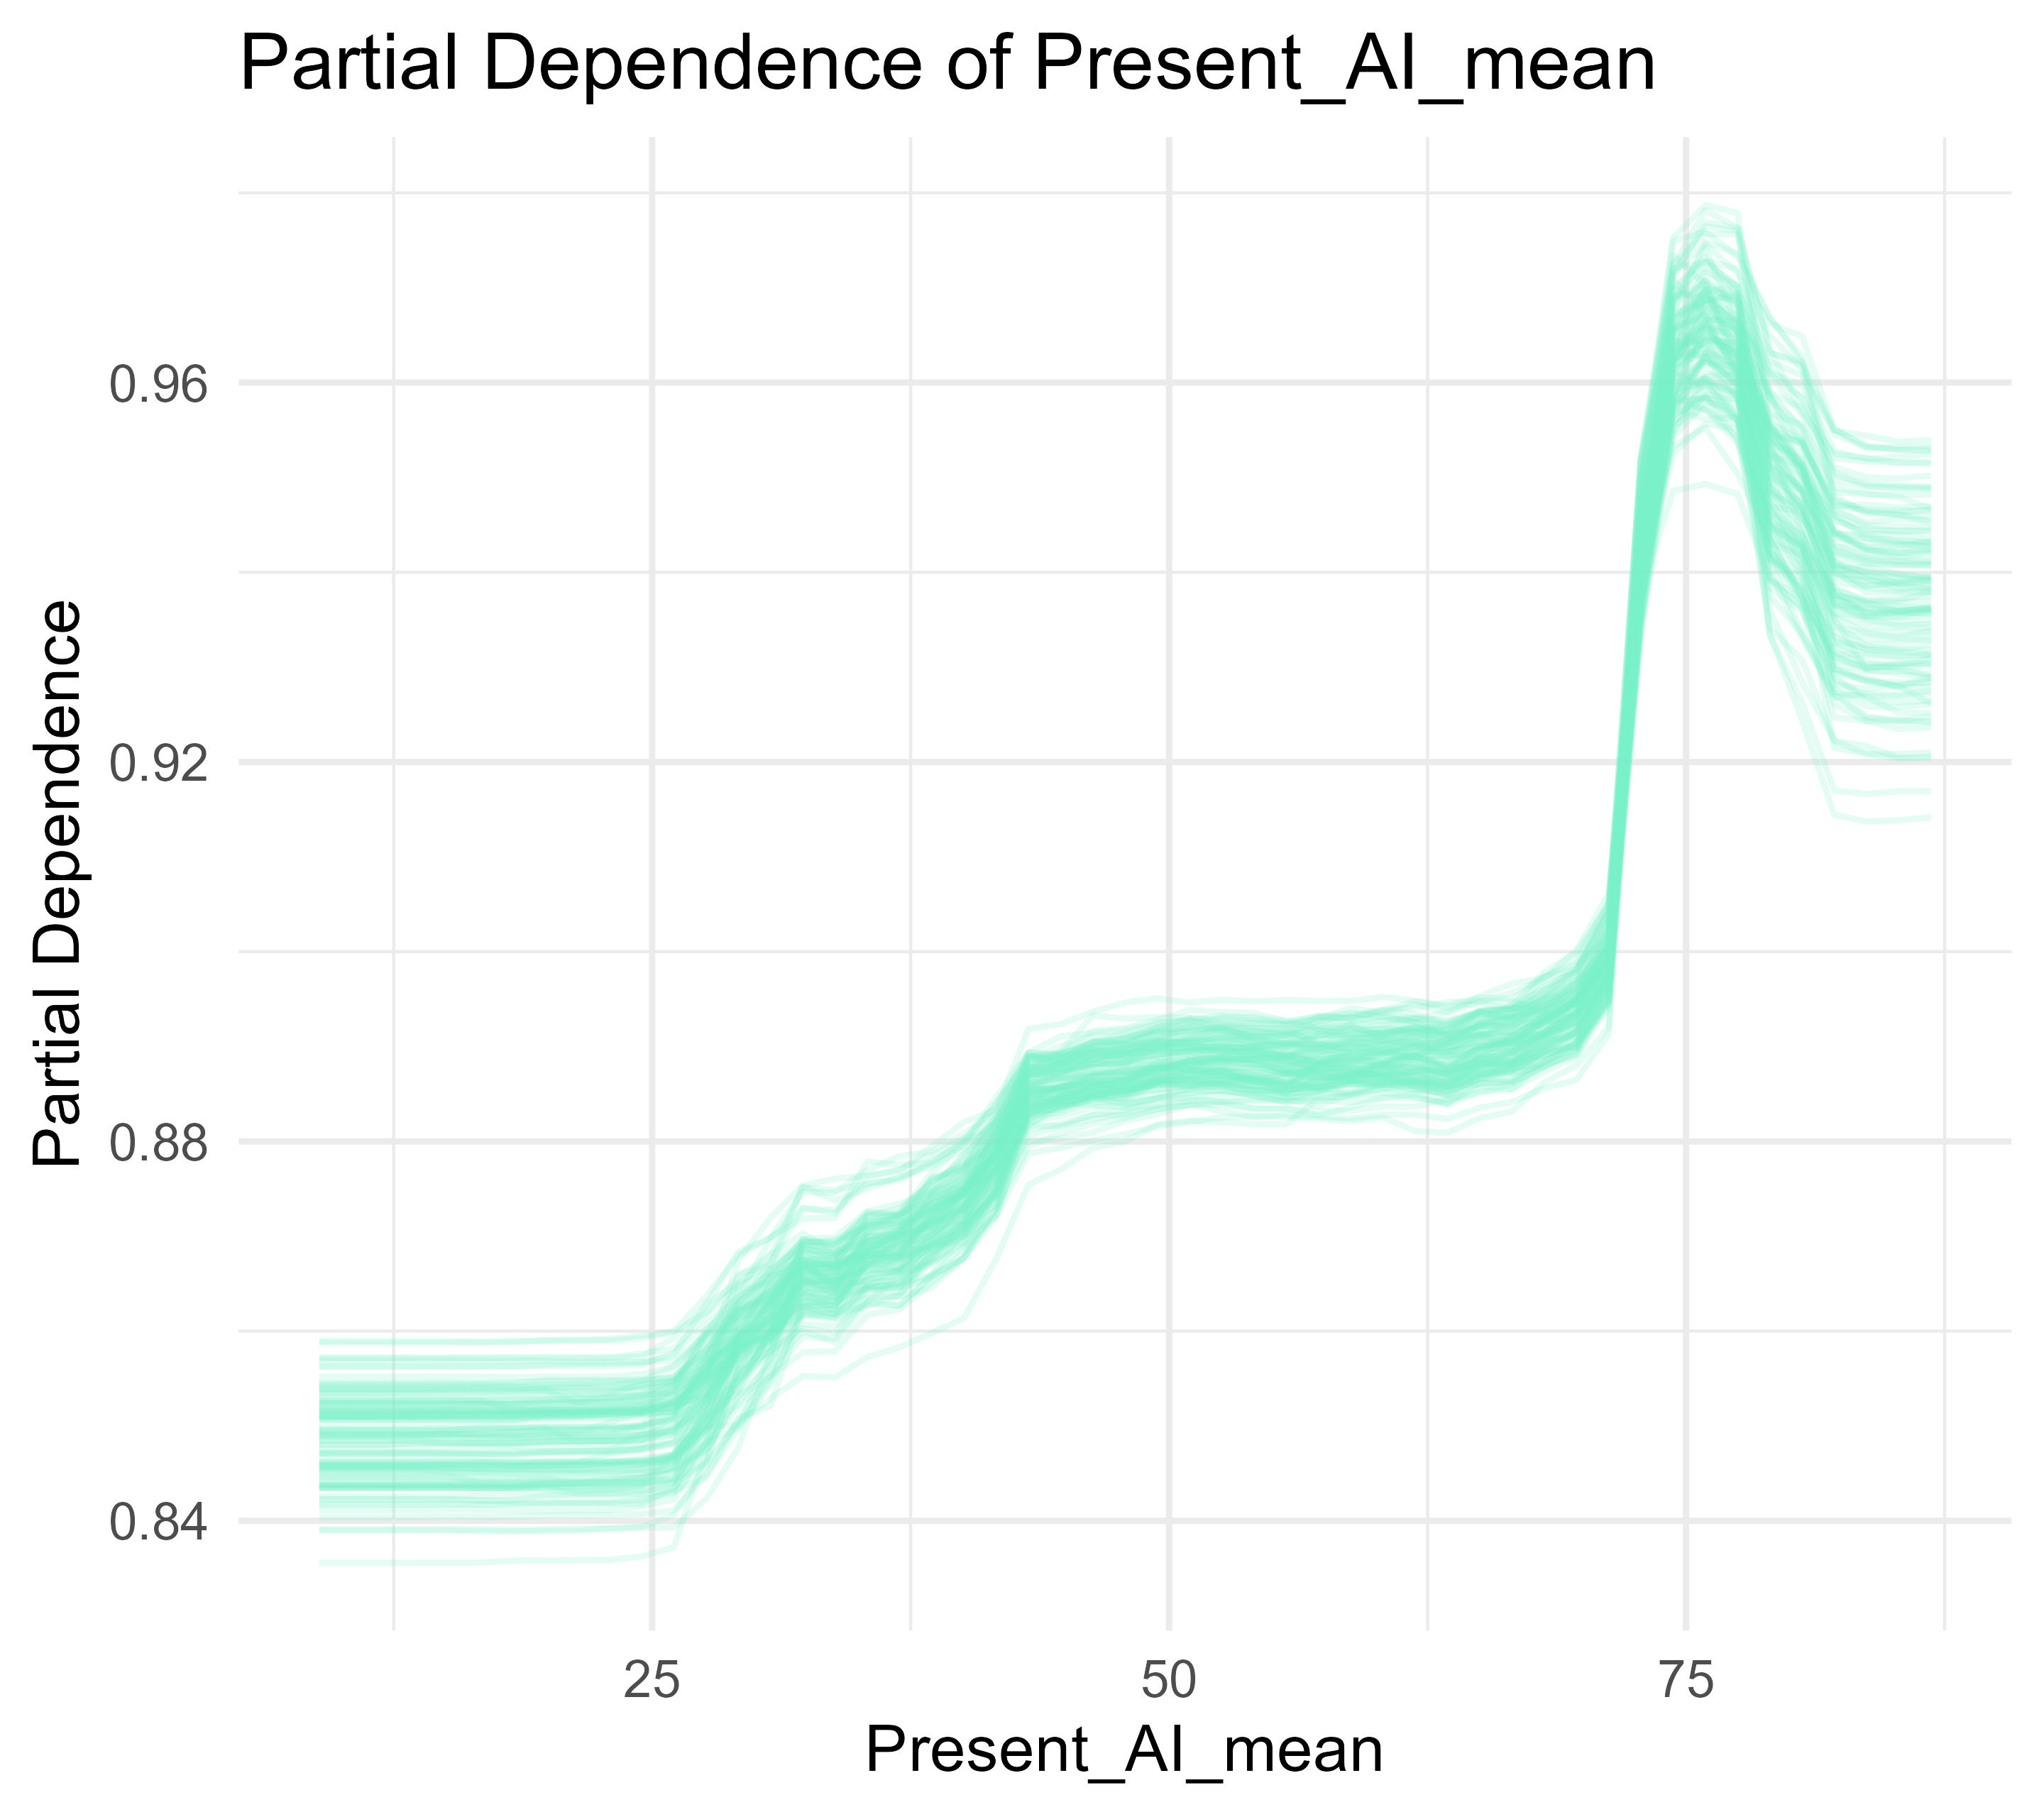 Partial Dependence of Present_AI_mean
Partial Dependence
0.96
0.92
0.88
0.84
25 50 75
Present_AI_mean